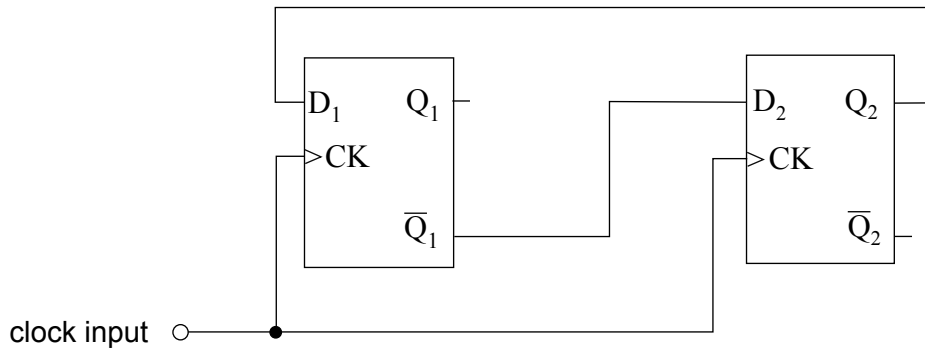 D₁ Q₁
CK
Q̅₁
D₂ Q₂
CK
Q̅₂
clock input